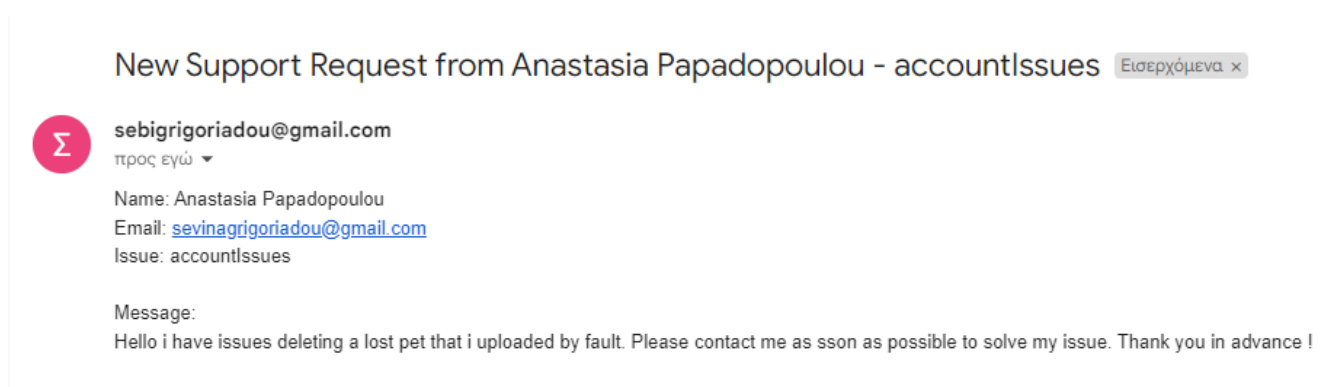 New Support Request from Anastasia Papadopoulou - accountIssues Εισερχόμενα x
Σ
sebigrigoriadou@gmail.com
προς εγώ
Name: Anastasia Papadopoulou
Email: sevinagrigoriadou@gmail.com
Issue: accountIssues
Message:
Hello i have issues deleting a lost pet that i uploaded by fault. Please contact me as sson as possible to solve my issue. Thank you in advance !